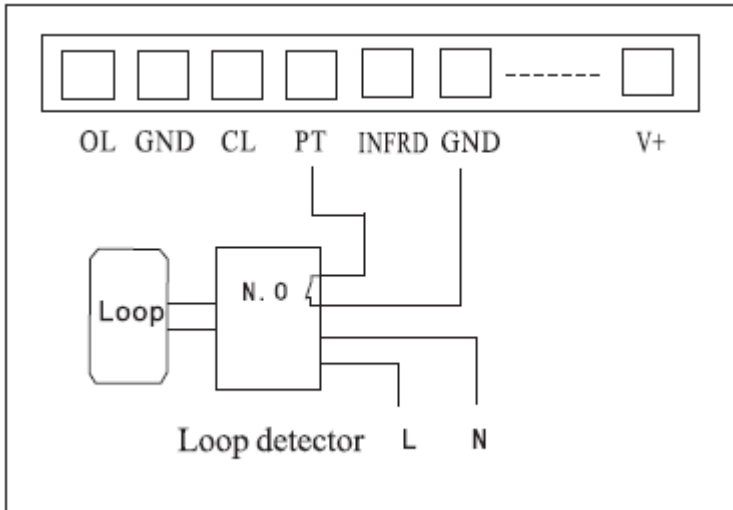 OL GND CL PT INFRD GND V+
N.O
Loop
Loop detector L N